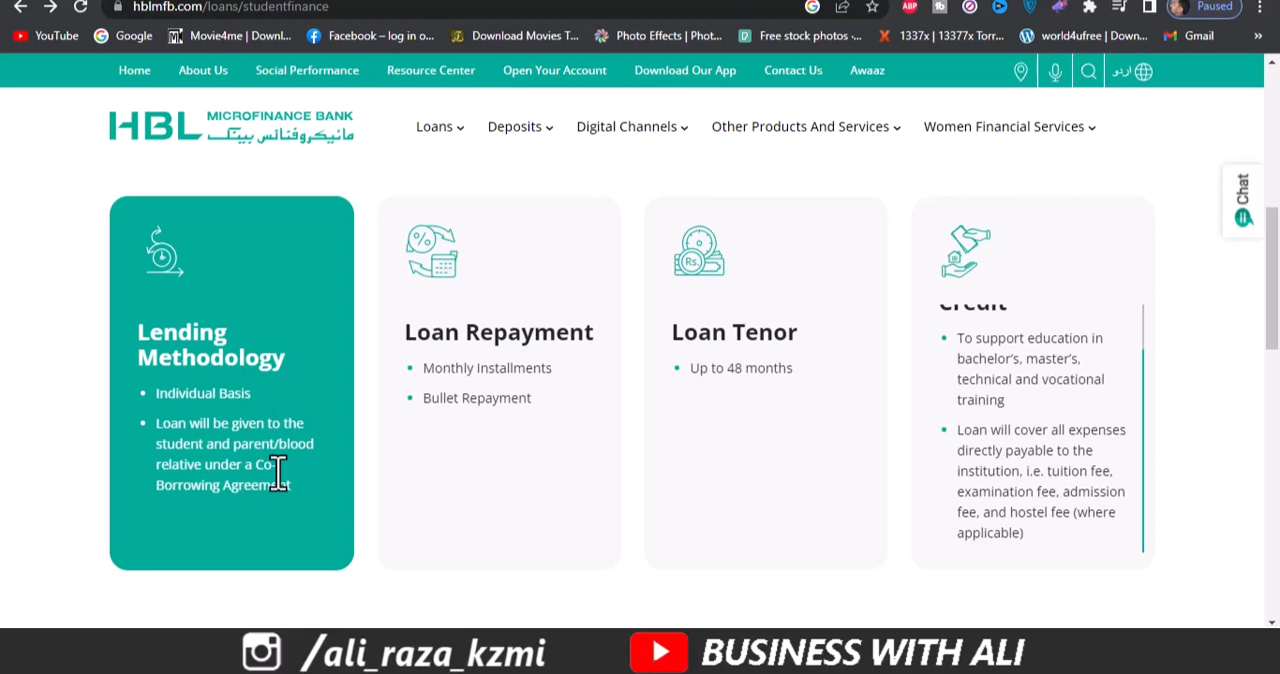 hblmfb.com/loans/studentfinance
Paused
YouTube Google Movie4me | Downl... Facebook – log in o... Download Movies T... Photo Effects | Phot... Free stock photos -... 1337x | 13377x Torr... world4ufree | Down... Gmail »
Home About Us Social Performance Resource Center Open Your Account Download Our App Contact Us Awaaz اردو
HBL MICROFINANCE BANK
مائیکروفنانس بینک
Loans Deposits Digital Channels Other Products And Services Women Financial Services
Chat
Lending
Methodology
• Individual Basis
• Loan will be given to the
student and parent/blood
relative under a Co-
Borrowing Agreement
Loan Repayment
• Monthly Installments
• Bullet Repayment
Rs.
Loan Tenor
• Up to 48 months
Credit
• To support education in
bachelor's, master's,
technical and vocational
training
• Loan will cover all expenses
directly payable to the
institution, i.e. tuition fee,
examination fee, admission
fee, and hostel fee (where
applicable)
/ali_raza_kzmi BUSINESS WITH ALI